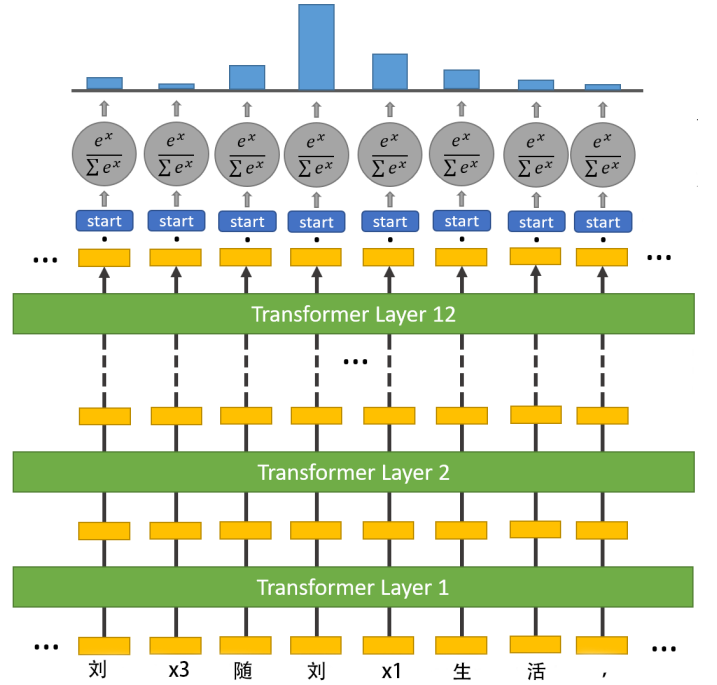 e^x/∑e^x e^x/∑e^x e^x/∑e^x e^x/∑e^x e^x/∑e^x e^x/∑e^x e^x/∑e^x e^x/∑e^x
start start start start start start start start
... ...
Transformer Layer 12
...
Transformer Layer 2
Transformer Layer 1
... ...
刘 x3 随 刘 x1 生 活 ,